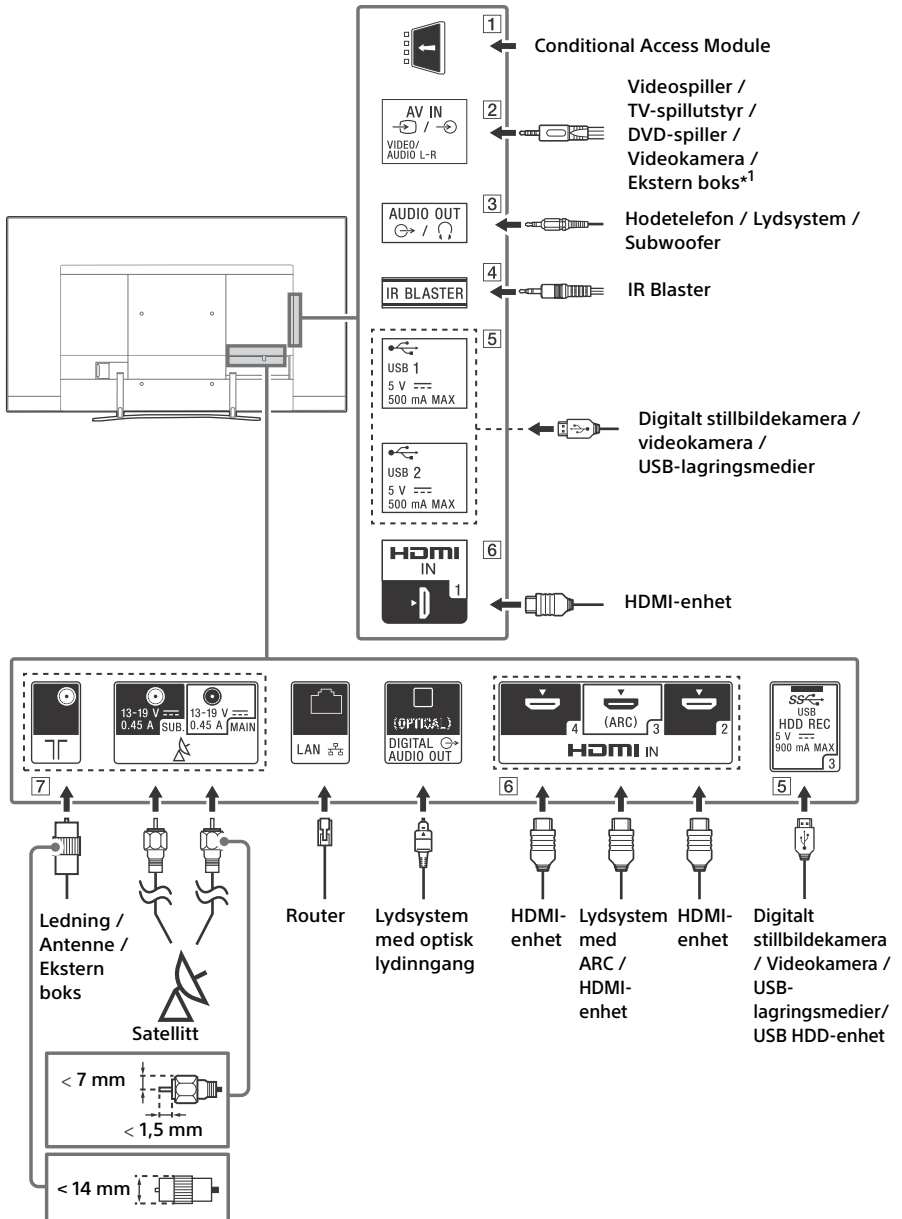 1
Conditional Access Module
2
AV IN
/
VIDEO/
AUDIO L-R
Videospiller /
TV-spillutstyr /
DVD-spiller /
Videokamera /
Ekstern boks*1
3
AUDIO OUT
/
Hodetelefon / Lydsystem /
Subwoofer
4
IR BLASTER
IR Blaster
5
USB 1
5 V
500 mA MAX
USB 2
5 V
500 mA MAX
Digitalt stillbildekamera /
videokamera /
USB-lagringsmedier
6
HDMI
IN
1
HDMI-enhet
13-19 V
0.45 A SUB.
13-19 V
0.45 A MAIN
LAN
(OPTICAL)
DIGITAL
AUDIO OUT
4
(ARC) 3
2
HDMI IN
SS
USB
HDD REC
5 V
900 mA MAX
3
7
6
5
Ledning /
Antenne /
Ekstern
boks
Satellitt
Router
Lydsystem
med optisk
lydinngang
HDMI-
enhet
Lydsystem
med
ARC /
HDMI-
enhet
HDMI-
enhet
Digitalt
stillbildekamera
/ Videokamera /
USB-
lagringsmedier/
USB HDD-enhet
< 7 mm
< 1,5 mm
< 14 mm